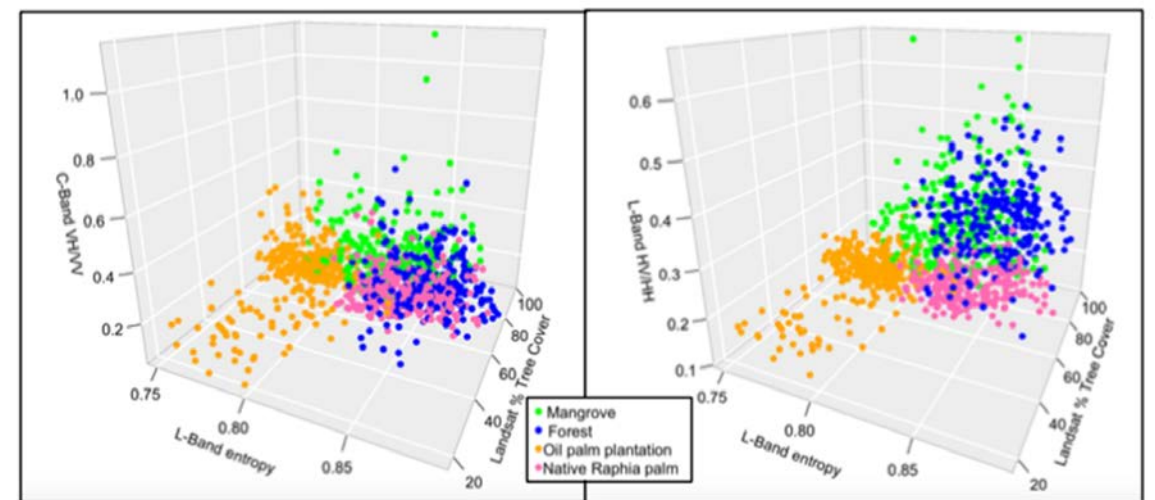 1.0
0.8
0.6
0.4
0.2
C-Band VH/VV
0.75
0.80
0.85
L-Band entropy
20
40
60
80
100
Landsat % Tree Cover
0.6
0.5
0.4
0.3
0.2
0.1
L-Band HV/HH
0.75
0.80
0.85
L-Band entropy
20
40
60
80
100
Landsat % Tree Cover
Mangrove
Forest
Oil palm plantation
Native Raphia palm